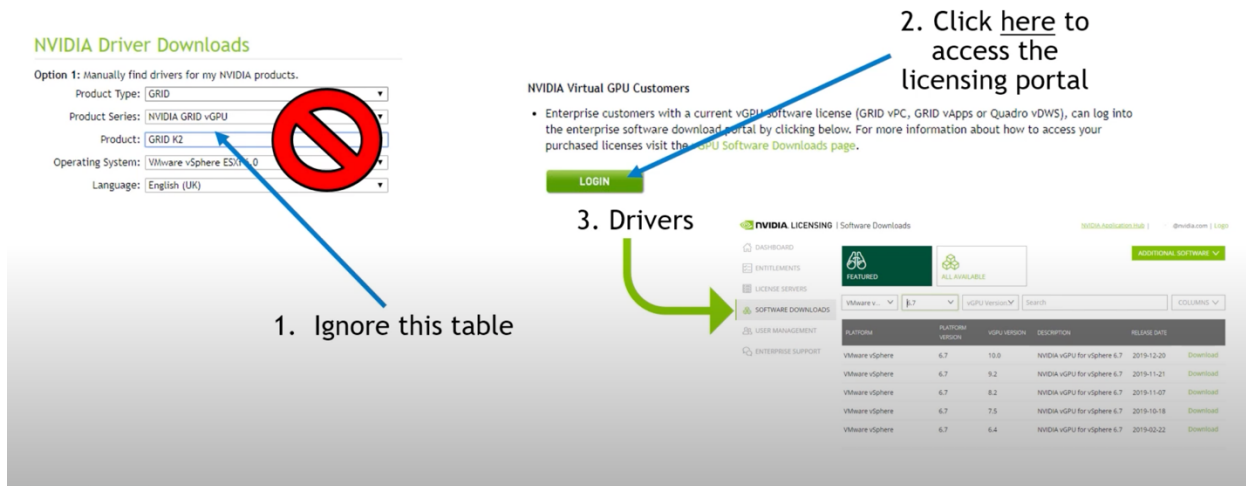 NVIDIA Driver Downloads
Option 1: Manually find drivers for my NVIDIA products.
Product Type: GRID
Product Series: NVIDIA GRID vGPU
Product: GRID K2
Operating System: VMware vSphere ESXi 6.0
Language: English (UK)
1. Ignore this table
2. Click here to
access the
licensing portal
NVIDIA Virtual GPU Customers
• Enterprise customers with a current vGPU software license (GRID vPC, GRID vApps or Quadro vDWS), can log into
the enterprise software download portal by clicking below. For more information about how to access your
purchased licenses visit the vGPU Software Downloads page.
LOGIN
3. Drivers
NVIDIA. LICENSING | Software Downloads
NVIDIA Application Hub | @nvidia.com | Login
DASHBOARD
ENTITLEMENTS
LICENSE SERVERS
SOFTWARE DOWNLOADS
USER MANAGEMENT
ENTERPRISE SUPPORT
FEATURED
ALL AVAILABLE
ADDITIONAL SOFTWARE
VMware v... 6.7 vGPU Version Search COLUMNS
PLATFORM PLATFORM VERSION VGPU VERSION DESCRIPTION RELEASE DATE
VMware vSphere 6.7 10.0 NVIDIA vGPU for vSphere 6.7 2019-12-20 Download
VMware vSphere 6.7 9.2 NVIDIA vGPU for vSphere 6.7 2019-11-21 Download
VMware vSphere 6.7 8.2 NVIDIA vGPU for vSphere 6.7 2019-11-07 Download
VMware vSphere 6.7 7.5 NVIDIA vGPU for vSphere 6.7 2019-10-18 Download
VMware vSphere 6.7 6.4 NVIDIA vGPU for vSphere 6.7 2019-02-22 Download